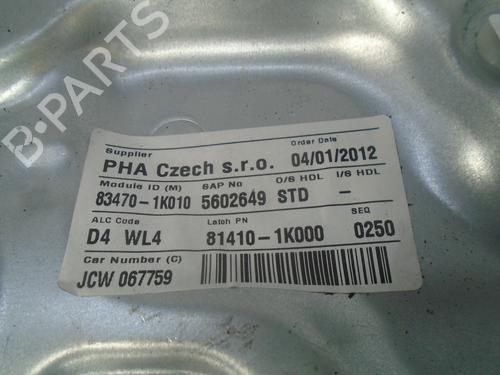 B-PARTS
Supplier Order Date
PHA Czech s.r.o. 04/01/2012
Module ID (M) SAP No O/S HDL I/S HDL
83470-1K010 5602649 STD -
ALC Code Latch PN SEQ
D4 WL4 81410-1K000 0250
Car Number (C)
JCW 067759